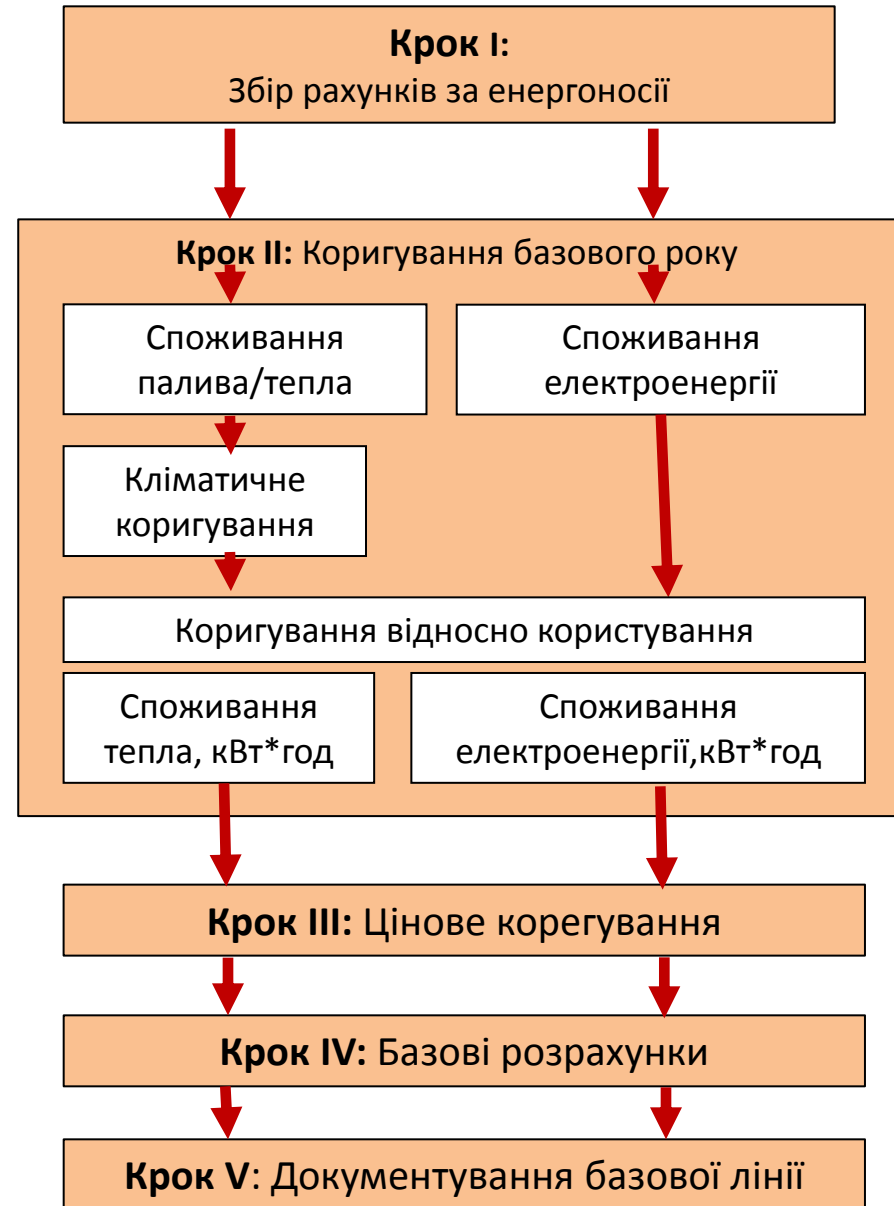 Крок I:
Збір рахунків за енергоносії
Крок II: Коригування базового року
Споживання
палива/тепла
Споживання
електроенергії
Кліматичне
коригування
Коригування відносно користування
Споживання
тепла, кВт*год
Споживання
електроенергії,кВт*год
Крок III: Цінове корегування
Крок IV: Базові розрахунки
Крок V: Документування базової лінії